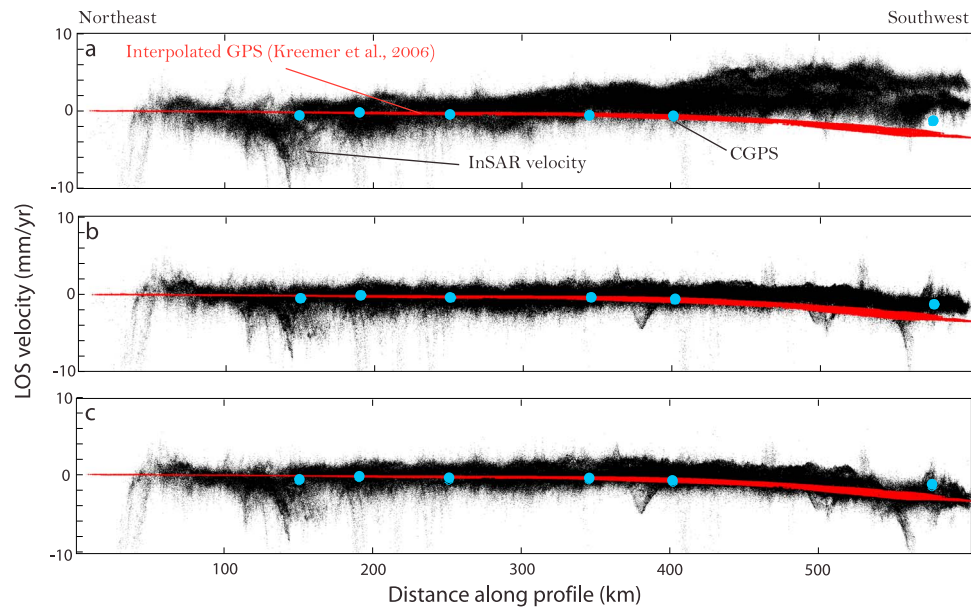 Northeast Southwest
10
a
Interpolated GPS (Kreemer et al., 2006)
0
InSAR velocity
CGPS
-10
10
b
0
-10
10
c
0
-10
LOS velocity (mm/yr)
100 200 300 400 500
Distance along profile (km)